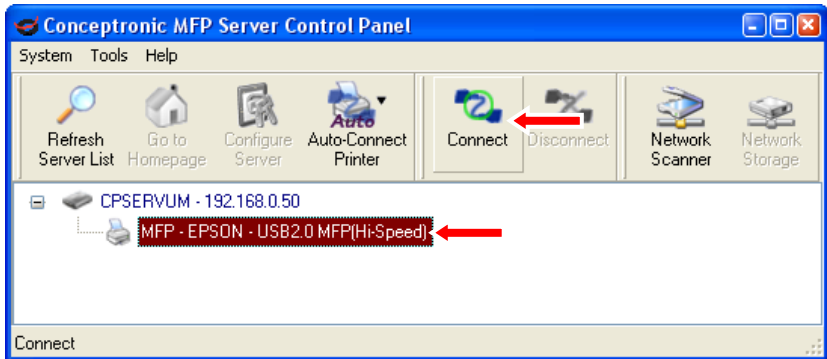 Conceptronic MFP Server Control Panel
System Tools Help
Refresh Server List
Go to Homepage
Configure Server
Auto
Auto-Connect Printer
Connect
Disconnect
Network Scanner
Network Storage
CPSERVUM - 192.168.0.50
MFP - EPSON - USB2.0 MFP(Hi-Speed)
Connect